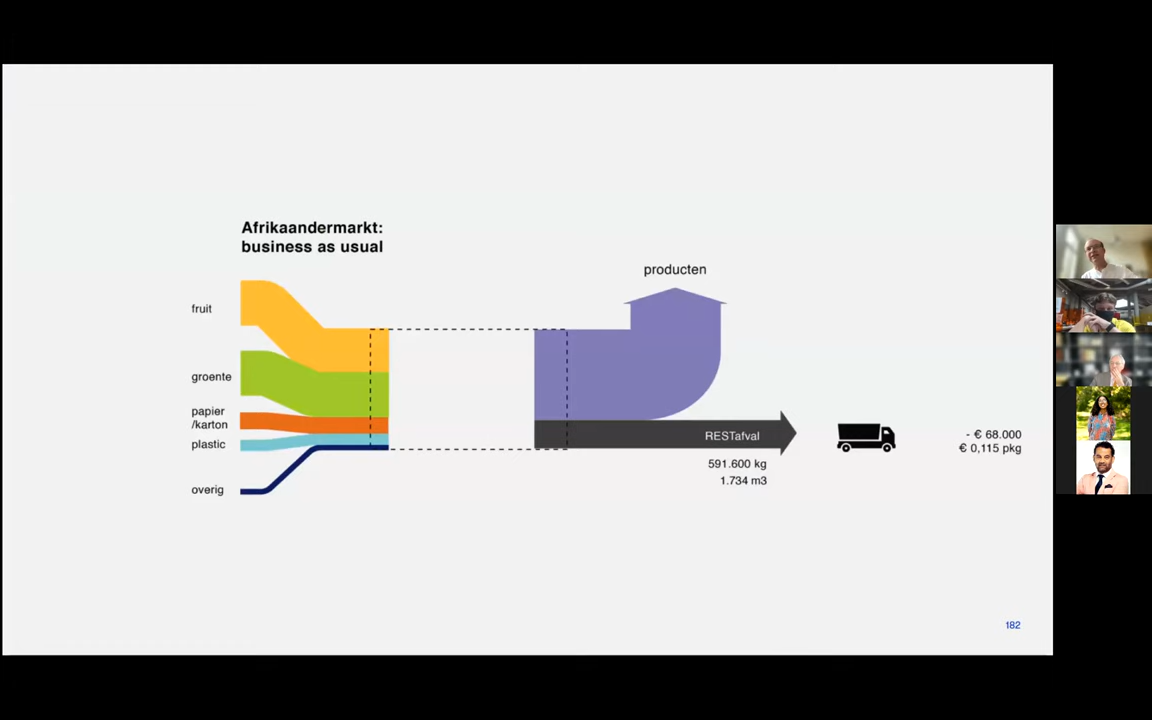 Afrikaandermarkt:
business as usual
producten
fruit
groente
papier
/karton
plastic
overig
RESTafval
591.600 kg
1.734 m3
- € 68.000
€ 0,115 pkg
182